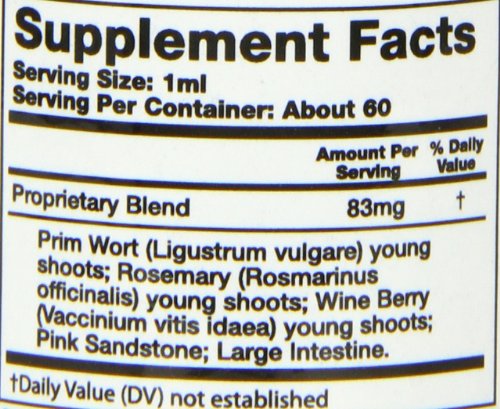 Supplement Facts
Serving Size: 1ml
Serving Per Container: About 60
Amount Per Serving % Daily Value
Proprietary Blend 83mg †
Prim Wort (Ligustrum vulgare) young
shoots; Rosemary (Rosmarinus
officinalis) young shoots; Wine Berry
(Vaccinium vitis idaea) young shoots;
Pink Sandstone; Large Intestine.
†Daily Value (DV) not established